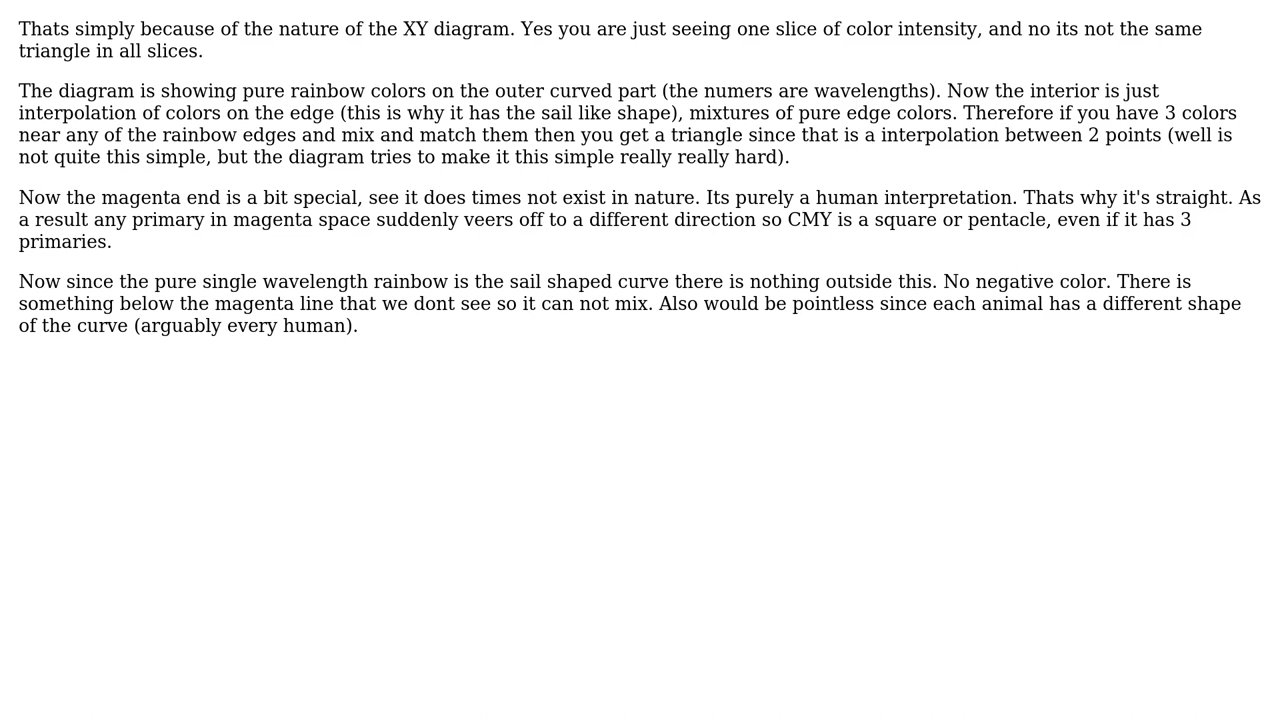 Thats simply because of the nature of the XY diagram. Yes you are just seeing one slice of color intensity, and no its not the same
triangle in all slices.
The diagram is showing pure rainbow colors on the outer curved part (the numers are wavelengths). Now the interior is just
interpolation of colors on the edge (this is why it has the sail like shape), mixtures of pure edge colors. Therefore if you have 3 colors
near any of the rainbow edges and mix and match them then you get a triangle since that is a interpolation between 2 points (well is
not quite this simple, but the diagram tries to make it this simple really really hard).
Now the magenta end is a bit special, see it does times not exist in nature. Its purely a human interpretation. Thats why it's straight. As
a result any primary in magenta space suddenly veers off to a different direction so CMY is a square or pentacle, even if it has 3
primaries.
Now since the pure single wavelength rainbow is the sail shaped curve there is nothing outside this. No negative color. There is
something below the magenta line that we dont see so it can not mix. Also would be pointless since each animal has a different shape
of the curve (arguably every human).